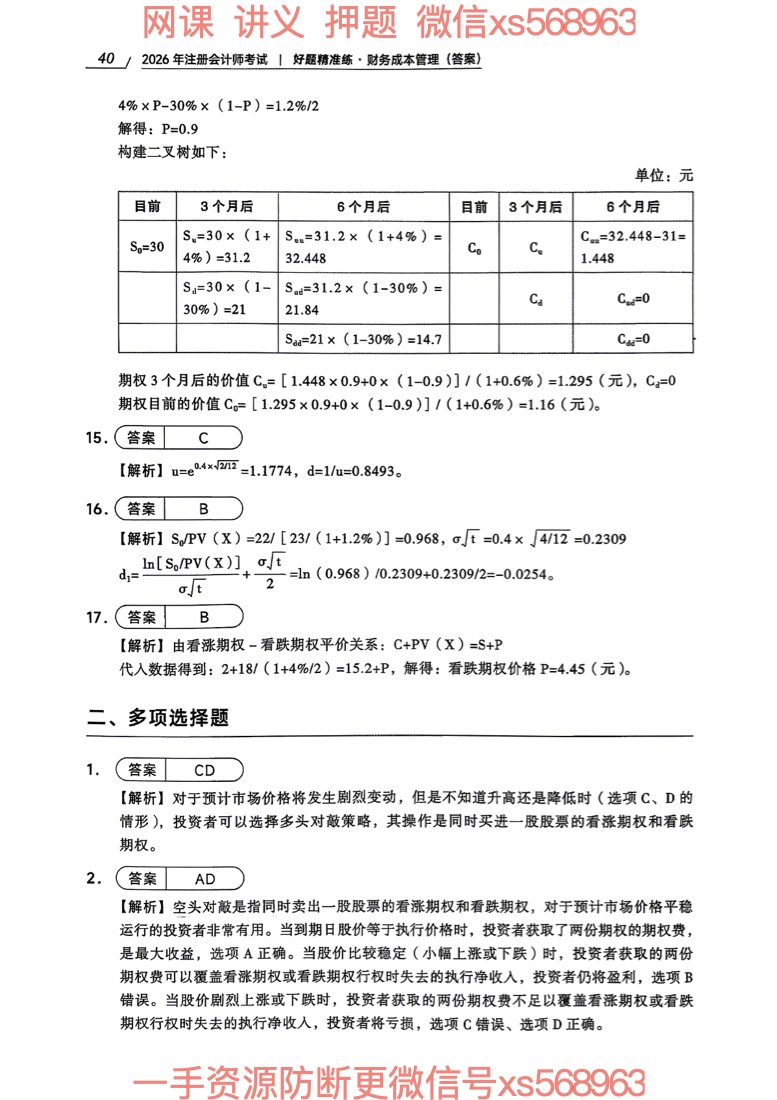 网课 讲义 押题 微信xs568963
40 / 2026 年注册会计师考试 | 好题精准练·财务成本管理（答案）
4%×P-30%×（1-P）=1.2%/2
解得：P=0.9
构建二叉树如下：
单位：元
目前 3 个月后 6 个月后 目前 3 个月后 6 个月后
S₀=30 Sᵤ=30×（1+4%）=31.2 Sᵤᵤ=31.2×（1+4%）=32.448 C₀ Cᵤ Cᵤᵤ=32.448-31=1.448
S_d=30×（1-30%）=21 S_ud=31.2×（1-30%）=21.84 C_d C_ud=0
S_dd=21×（1-30%）=14.7 C_dd=0
期权 3 个月后的价值 Cᵤ=［1.448×0.9+0×（1-0.9）］/（1+0.6%）=1.295（元），C_d=0
期权目前的价值 C₀=［1.295×0.9+0×（1-0.9）］/（1+0.6%）=1.16（元）。
15. 答案 C
【解析】u=e^(0.4×√(2/12))=1.1774，d=1/u=0.8493。
16. 答案 B
【解析】S₀/PV（X）=22/［23/（1+1.2%）］=0.968，σ√t=0.4×√(4/12)=0.2309
d₁=ln[S₀/PV(X)]/(σ√t)+(σ√t)/2=ln（0.968）/0.2309+0.2309/2=-0.0254。
17. 答案 B
【解析】由看涨期权－看跌期权平价关系：C+PV（X）=S+P
代入数据得到：2+18/（1+4%/2）=15.2+P，解得：看跌期权价格 P=4.45（元）。
二、多项选择题
1. 答案 CD
【解析】对于预计市场价格将发生剧烈变动，但是不知道升高还是降低时（选项 C、D 的
情形），投资者可以选择多头对敲策略，其操作是同时买进一股股票的看涨期权和看跌
期权。
2. 答案 AD
【解析】空头对敲是指同时卖出一股股票的看涨期权和看跌期权，对于预计市场价格平稳
运行的投资者非常有用。当到期日股价等于执行价格时，投资者获取了两份期权的期权费，
是最大收益，选项 A 正确。当股价比较稳定（小幅上涨或下跌）时，投资者获取的两份
期权费可以覆盖看涨期权或看跌期权行权时失去的执行净收入，投资者仍将盈利，选项 B
错误。当股价剧烈上涨或下跌时，投资者获取的两份期权费不足以覆盖看涨期权或看跌
期权行权时失去的执行净收入，投资者将亏损，选项 C 错误、选项 D 正确。
一手资源防断更微信号xs568963